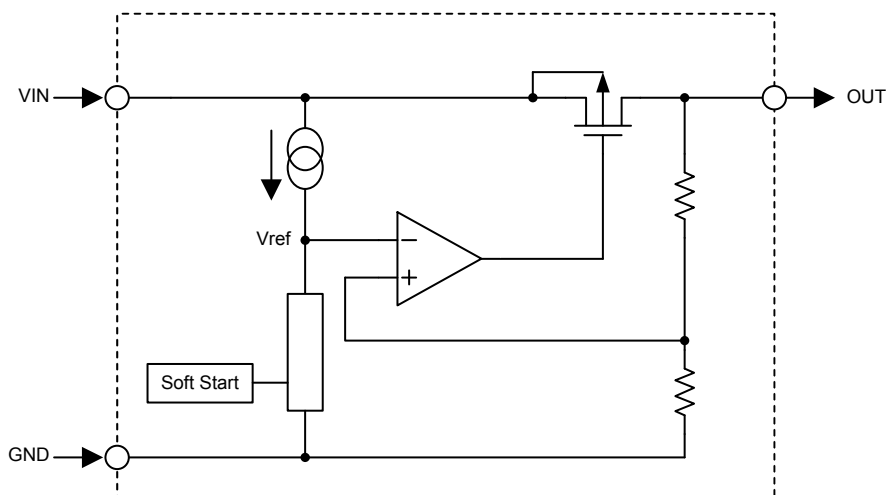 VIN
OUT
Vref
−
+
Soft Start
GND